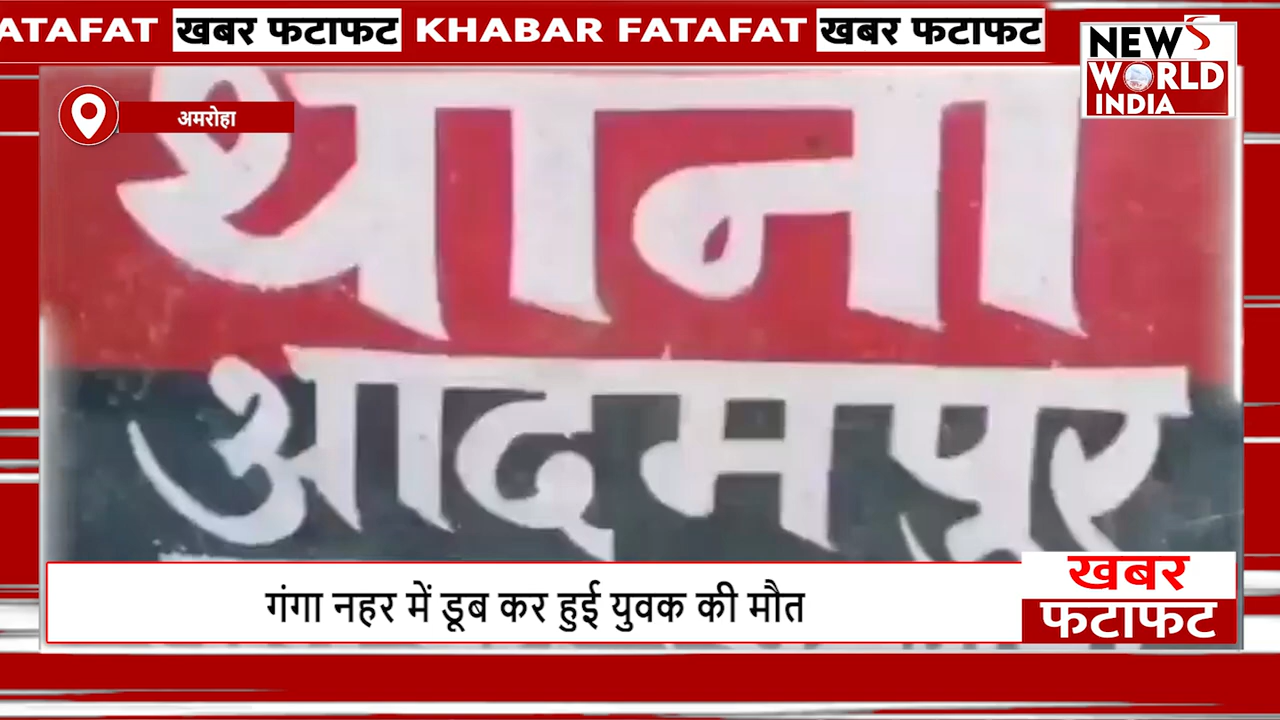 ATAFAT खबर फटाफट KHABAR FATAFAT खबर फटाफट
NEWS
WORLD
INDIA
अमरोहा
थाना
आदमपुर
गंगा नहर में डूब कर हुई युवक की मौत
खबर
फटाफट